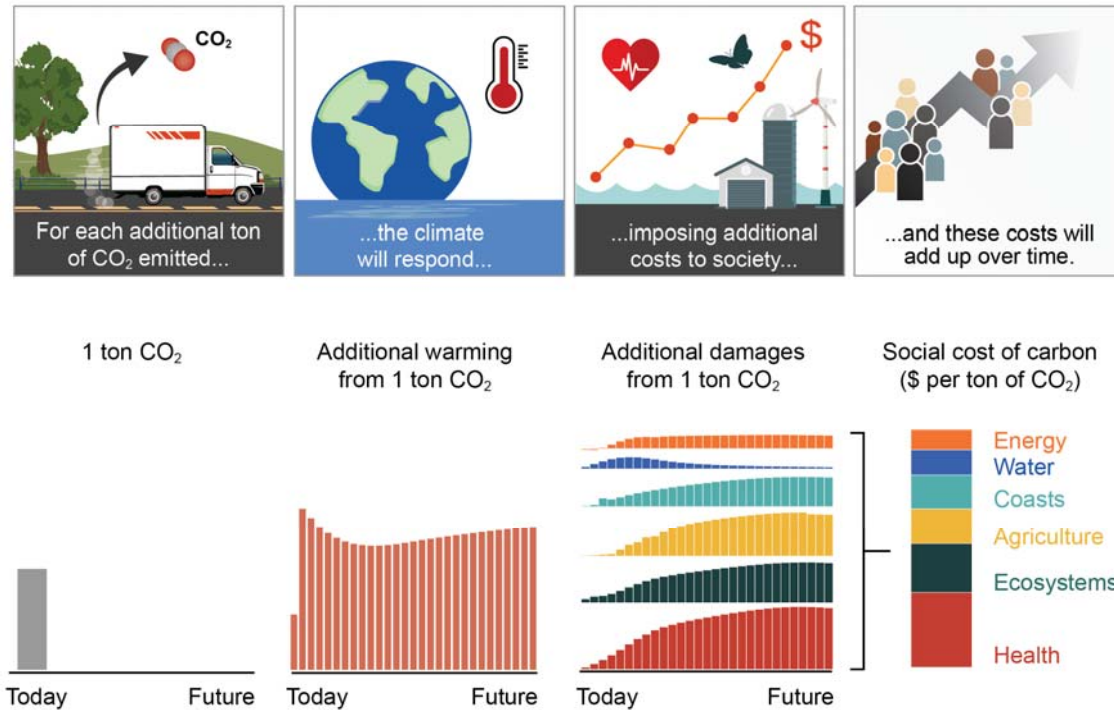 CO₂
$
For each additional ton
of CO₂ emitted...
...the climate
will respond...
...imposing additional
costs to society...
...and these costs will
add up over time.
1 ton CO₂
Additional warming
from 1 ton CO₂
Additional damages
from 1 ton CO₂
Social cost of carbon
($ per ton of CO₂)
Energy
Water
Coasts
Agriculture
Ecosystems
Health
Today Future
Today Future
Today Future